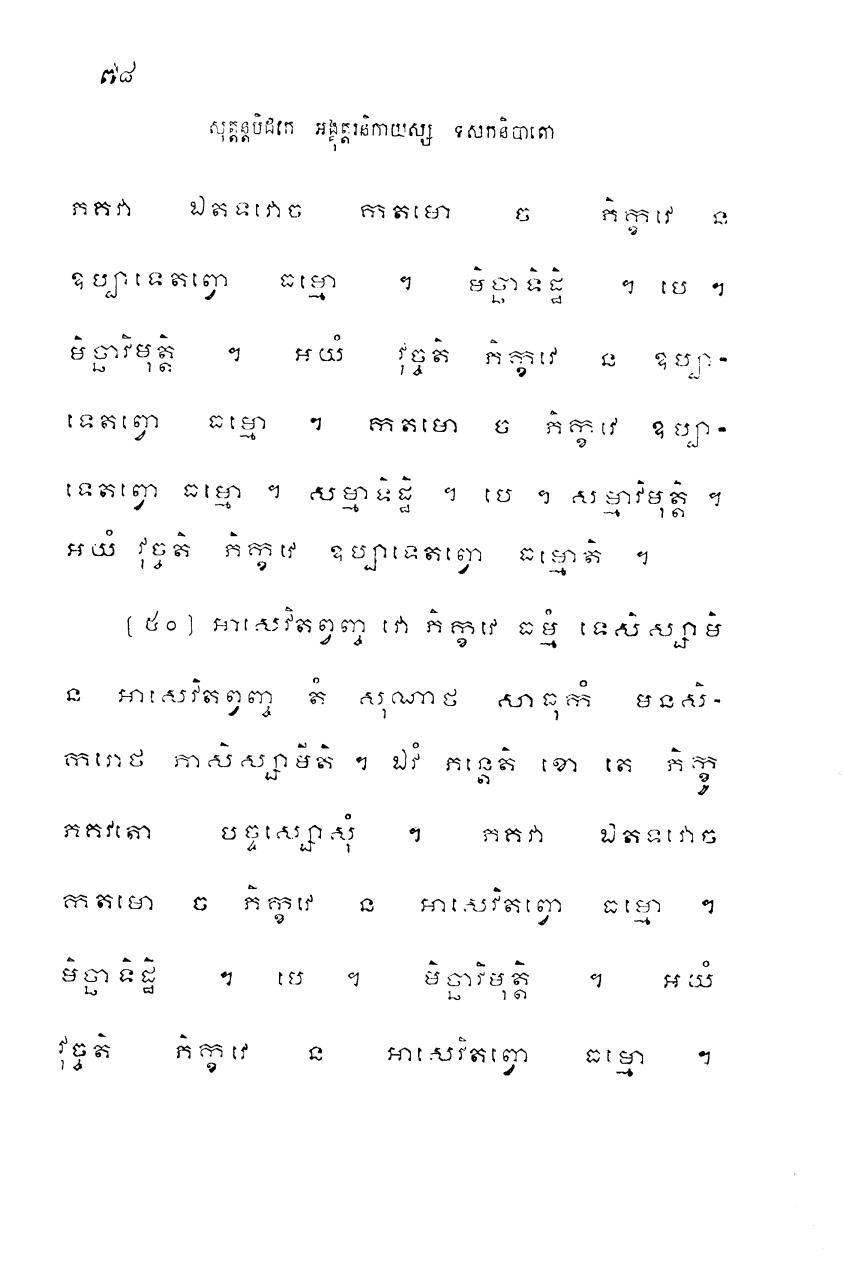 ៧៨
សុត្តន្តបិដកេ អង្គុត្តរនិកាយស្ស ទសកនិបាតោ
ភគវា ឯតទវោច កតមោ ច ភិក្ខវេ ន
ឧប្បាទេតព្វោ ធម្មោ ។ មិច្ឆាទិដ្ឋិ ។ បេ ។
មិច្ឆាវិមុត្តិ ។ អយំ វុច្ចតិ ភិក្ខវេ ន ឧប្បា-
ទេតព្វោ ធម្មោ ។ កតមោ ច ភិក្ខវេ ឧប្បា-
ទេតព្វោ ធម្មោ ។ សម្មាទិដ្ឋិ ។ បេ ។ សម្មាវិមុត្តិ ។
អយំ វុច្ចតិ ភិក្ខវេ ឧប្បាទេតព្វោ ធម្មោតិ ។
[៥០] អាសេវិតព្វញ្ច វោ ភិក្ខវេ ធម្មំ ទេសិស្សាមិ
ន អាសេវិតព្វញ្ច តំ សុណាថ សាធុកំ មនសិ-
ករោថ ភាសិស្សាមីតិ ។ ឯវំ ភន្តេតិ ខោ តេ ភិក្ខូ
ភគវតោ បច្ចស្សោសុំ ។ ភគវា ឯតទវោច
កតមោ ច ភិក្ខវេ ន អាសេវិតព្វោ ធម្មោ ។
មិច្ឆាទិដ្ឋិ ។ បេ ។ មិច្ឆាវិមុត្តិ ។ អយំ
វុច្ចតិ ភិក្ខវេ ន អាសេវិតព្វោ ធម្មោ ។